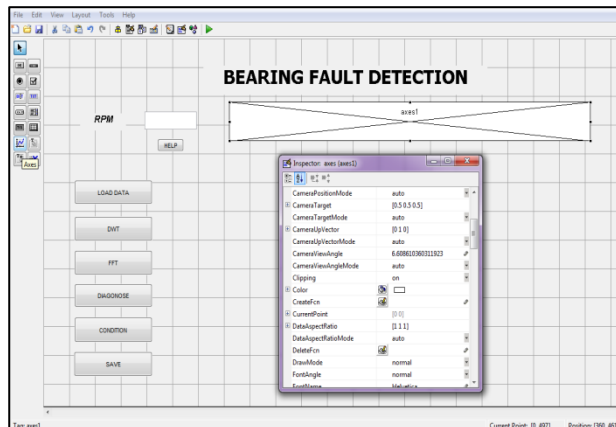 File Edit View Layout Tools Help
BEARING FAULT DETECTION
axes1
RPM
HELP
Axes
LOAD DATA
DWT
FFT
DIAGONOSE
CONDITION
SAVE
Inspector: axes (axes1)
CameraPositionMode auto
CameraTarget [0.5 0.5 0.5]
CameraTargetMode auto
CameraUpVector [0 1 0]
CameraUpVectorMode auto
CameraViewAngle 6.608610360311923
CameraViewAngleMode auto
Clipping on
Color
CreateFcn
CurrentPoint [0 0]
DataAspectRatio [1 1 1]
DataAspectRatioMode auto
DeleteFcn
DrawMode normal
FontAngle normal
FontName Helvetica
Tag: axes1
Current Point: [0, 492] Position: [360,